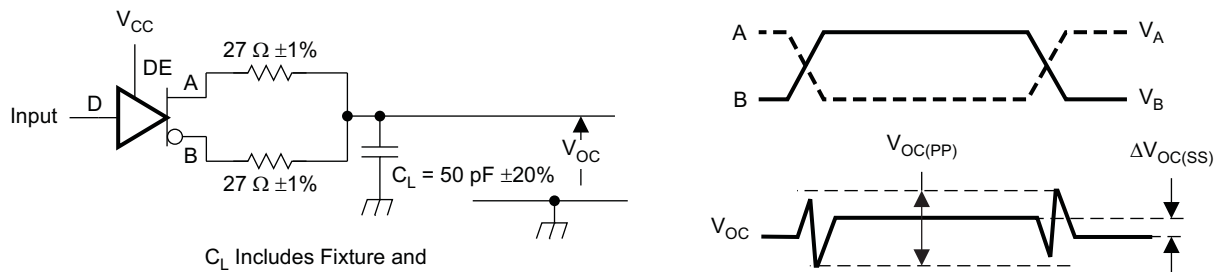 V_CC
27 Ω ±1%
DE
A
D
Input
B
27 Ω ±1%
C_L = 50 pF ±20%
V_OC
C_L Includes Fixture and
A
V_A
B
V_B
V_OC(PP)
ΔV_OC(SS)
V_OC